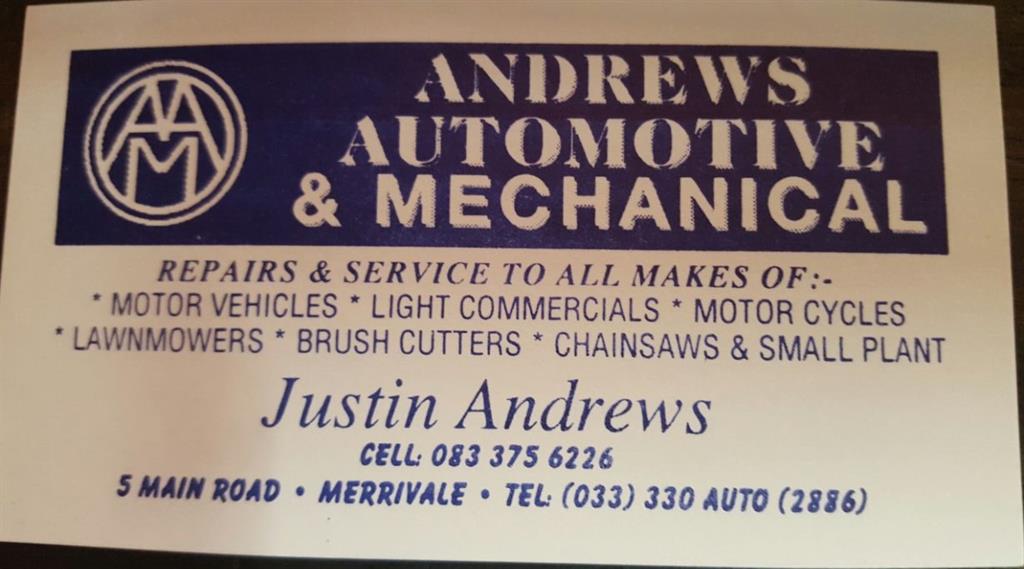 AAM
ANDREWS
AUTOMOTIVE
& MECHANICAL
REPAIRS & SERVICE TO ALL MAKES OF:-
* MOTOR VEHICLES * LIGHT COMMERCIALS * MOTOR CYCLES
* LAWNMOWERS * BRUSH CUTTERS * CHAINSAWS & SMALL PLANT
Justin Andrews
CELL: 083 375 6226
5 MAIN ROAD • MERRIVALE • TEL: (033) 330 AUTO (2886)